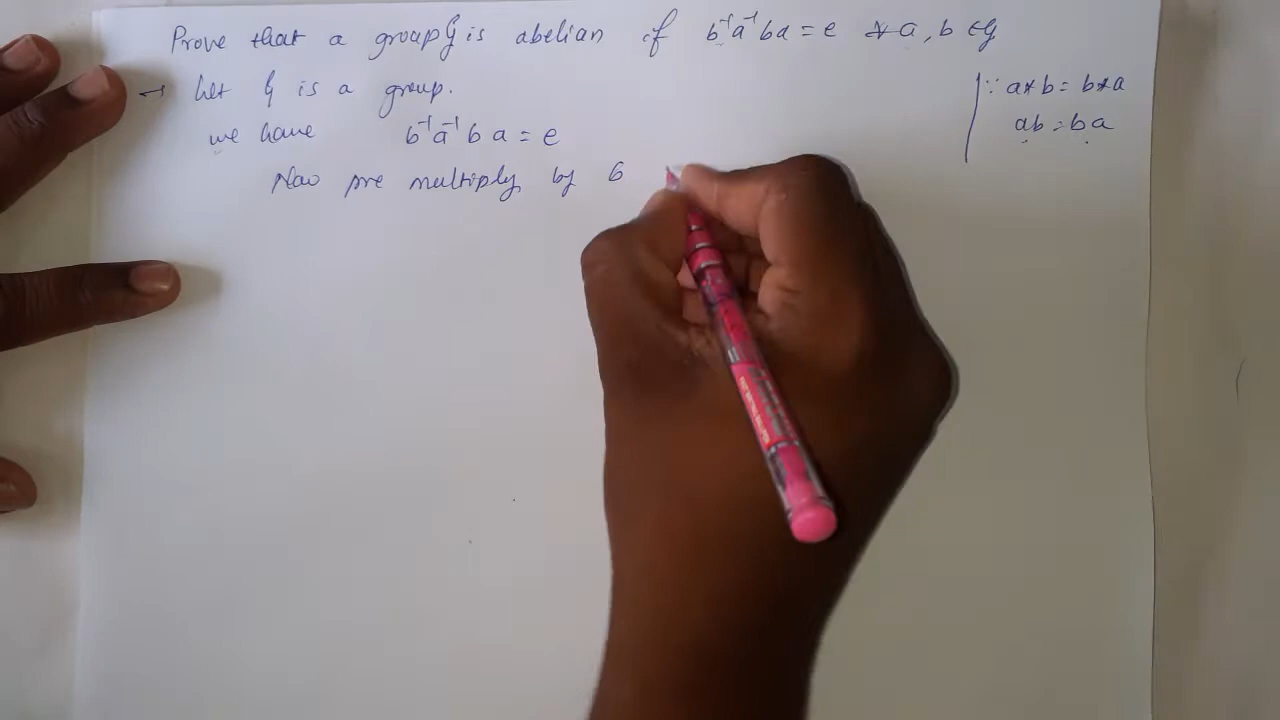 Prove that a group G is abelian if b⁻¹a⁻¹ba = e ∀ a, b ∈ G
→ Let G is a group.
we have b⁻¹a⁻¹ba = e
Now pre multiply by b
∵ a*b = b*a
ab = ba